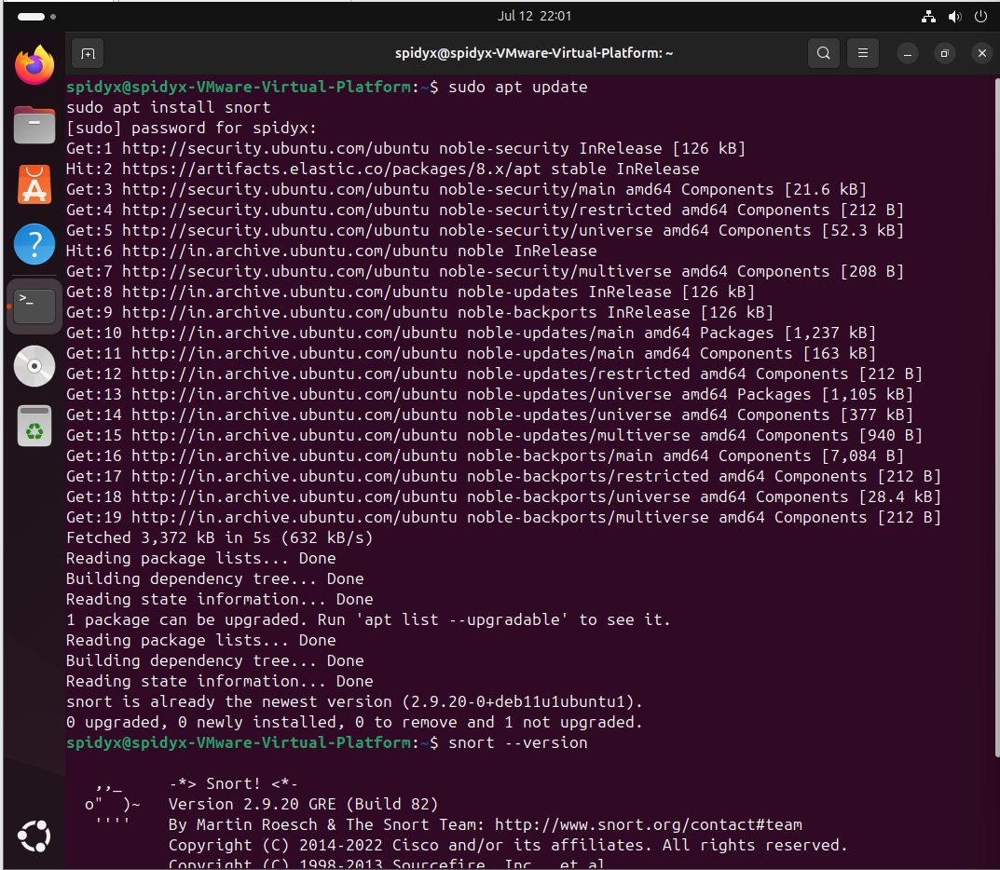 Jul 12 22:01
spidyx@spidyx-VMware-Virtual-Platform: ~
spidyx@spidyx-VMware-Virtual-Platform:~$ sudo apt update
sudo apt install snort
[sudo] password for spidyx:
Get:1 http://security.ubuntu.com/ubuntu noble-security InRelease [126 kB]
Hit:2 https://artifacts.elastic.co/packages/8.x/apt stable InRelease
Get:3 http://security.ubuntu.com/ubuntu noble-security/main amd64 Components [21.6 kB]
Get:4 http://security.ubuntu.com/ubuntu noble-security/restricted amd64 Components [212 B]
Get:5 http://security.ubuntu.com/ubuntu noble-security/universe amd64 Components [52.3 kB]
Hit:6 http://in.archive.ubuntu.com/ubuntu noble InRelease
Get:7 http://security.ubuntu.com/ubuntu noble-security/multiverse amd64 Components [208 B]
Get:8 http://in.archive.ubuntu.com/ubuntu noble-updates InRelease [126 kB]
Get:9 http://in.archive.ubuntu.com/ubuntu noble-backports InRelease [126 kB]
Get:10 http://in.archive.ubuntu.com/ubuntu noble-updates/main amd64 Packages [1,237 kB]
Get:11 http://in.archive.ubuntu.com/ubuntu noble-updates/main amd64 Components [163 kB]
Get:12 http://in.archive.ubuntu.com/ubuntu noble-updates/restricted amd64 Components [212 B]
Get:13 http://in.archive.ubuntu.com/ubuntu noble-updates/universe amd64 Packages [1,105 kB]
Get:14 http://in.archive.ubuntu.com/ubuntu noble-updates/universe amd64 Components [377 kB]
Get:15 http://in.archive.ubuntu.com/ubuntu noble-updates/multiverse amd64 Components [940 B]
Get:16 http://in.archive.ubuntu.com/ubuntu noble-backports/main amd64 Components [7,084 B]
Get:17 http://in.archive.ubuntu.com/ubuntu noble-backports/restricted amd64 Components [212 B]
Get:18 http://in.archive.ubuntu.com/ubuntu noble-backports/universe amd64 Components [28.4 kB]
Get:19 http://in.archive.ubuntu.com/ubuntu noble-backports/multiverse amd64 Components [212 B]
Fetched 3,372 kB in 5s (632 kB/s)
Reading package lists... Done
Building dependency tree... Done
Reading state information... Done
1 package can be upgraded. Run 'apt list --upgradable' to see it.
Reading package lists... Done
Building dependency tree... Done
Reading state information... Done
snort is already the newest version (2.9.20-0+deb11u1ubuntu1).
0 upgraded, 0 newly installed, 0 to remove and 1 not upgraded.
spidyx@spidyx-VMware-Virtual-Platform:~$ snort --version
   ,,_     -*> Snort! <*-
  o"  )~   Version 2.9.20 GRE (Build 82)
   ''''    By Martin Roesch & The Snort Team: http://www.snort.org/contact#team
           Copyright (C) 2014-2022 Cisco and/or its affiliates. All rights reserved.
           Copyright (C) 1998-2013 Sourcefire, Inc., et al.